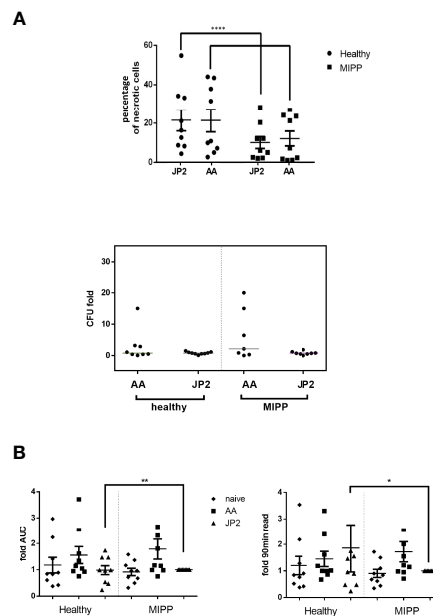 A
****
60
40
20
0
percentage
of necrotic cells
JP2 AA JP2 AA
Healthy
MIPP
30
20
10
0
CFU fold
AA JP2 AA JP2
healthy MIPP
B
**
4
3
2
1
0
fold AUC
Healthy MIPP
naive
AA
JP2
*
4
3
2
1
0
fold 90min read
Healthy MIPP